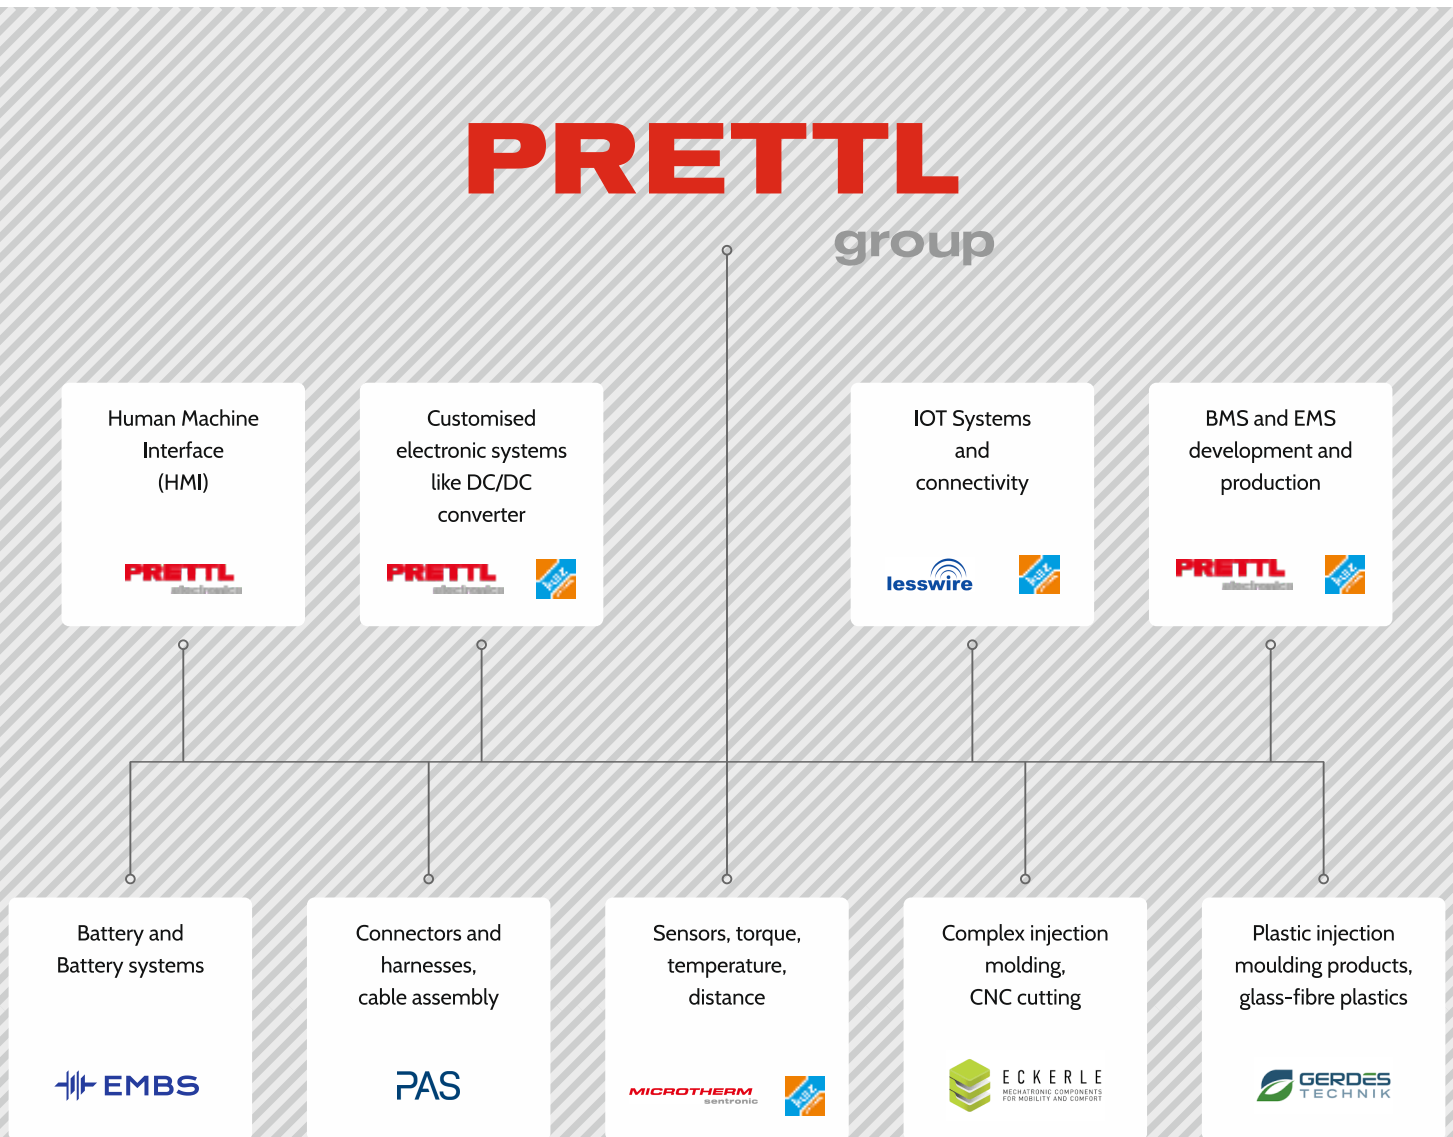 PRETTL
group
Human Machine
Interface
(HMI)
PRETTL
electronics
Customised
electronic systems
like DC/DC
converter
PRETTL
electronics
IOT Systems
and
connectivity
lesswire
BMS and EMS
development and
production
PRETTL
electronics
Battery and
Battery systems
EMBS
Connectors and
harnesses,
cable assembly
PAS
Sensors, torque,
temperature,
distance
MICROTHERM
sentronic
Complex injection
molding,
CNC cutting
ECKERLE
MECHATRONIC COMPONENTS
FOR MOBILITY AND COMFORT
Plastic injection
moulding products,
glass-fibre plastics
GERDES
TECHNIK